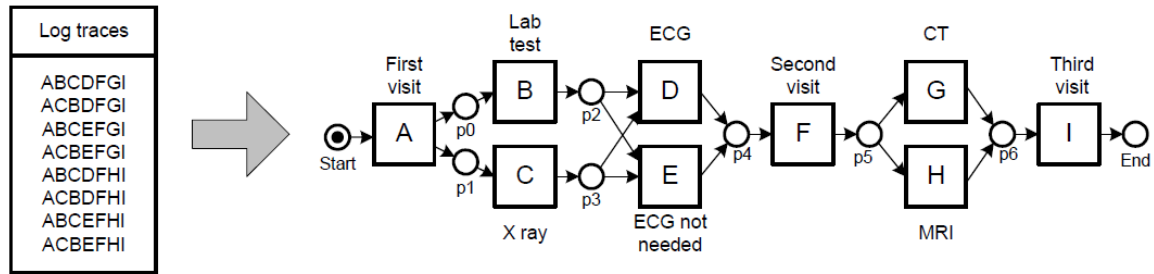 Log traces
ABCDFGI
ACBDFGI
ABCEFGI
ACBEFGI
ABCDFHI
ACBDFHI
ABCEFHI
ACBEFHI
Start
First
visit
A
p0
p1
Lab
test
B
C
X ray
p2
p3
ECG
D
E
ECG not
needed
p4
Second
visit
F
p5
CT
G
H
MRI
p6
Third
visit
I
End